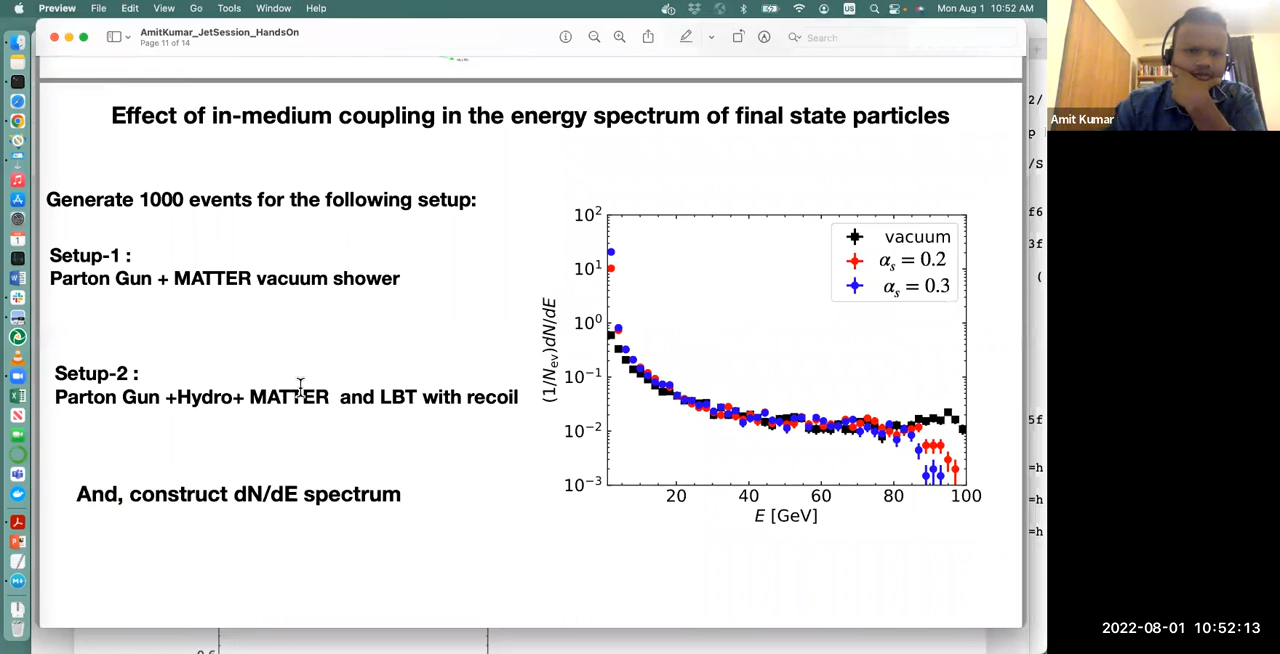 Preview File Edit View Go Tools Window Help US Mon Aug 1 10:52 AM
AmitKumar_JetSession_HandsOn
Page 11 of 14
Search
Effect of in-medium coupling in the energy spectrum of final state particles
Generate 1000 events for the following setup:
Setup-1 :
Parton Gun + MATTER vacuum shower
Setup-2 :
Parton Gun +Hydro+ MATTER and LBT with recoil
And, construct dN/dE spectrum
10²
10¹
10⁰
10⁻¹
10⁻²
10⁻³
(1/N_ev)dN/dE
vacuum
α_s = 0.2
α_s = 0.3
20 40 60 80 100
E [GeV]
Amit Kumar
2/
p
/S
f6
3f
(
5f
=h
=h
=h
2022-08-01 10:52:13